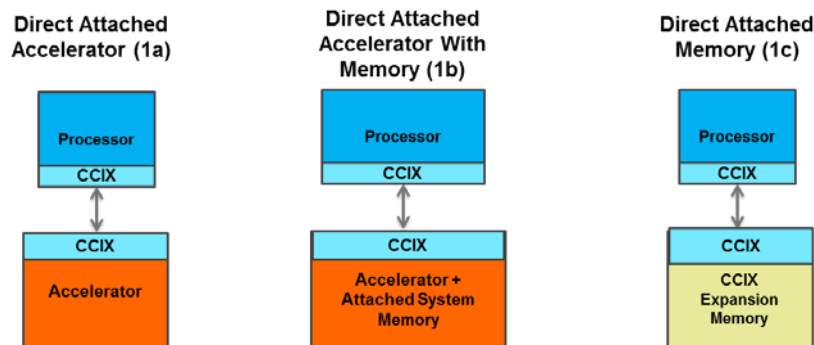 Direct Attached
Accelerator (1a)
Processor
CCIX
CCIX
Accelerator
Direct Attached
Accelerator With
Memory (1b)
Processor
CCIX
CCIX
Accelerator +
Attached System
Memory
Direct Attached
Memory (1c)
Processor
CCIX
CCIX
CCIX
Expansion
Memory